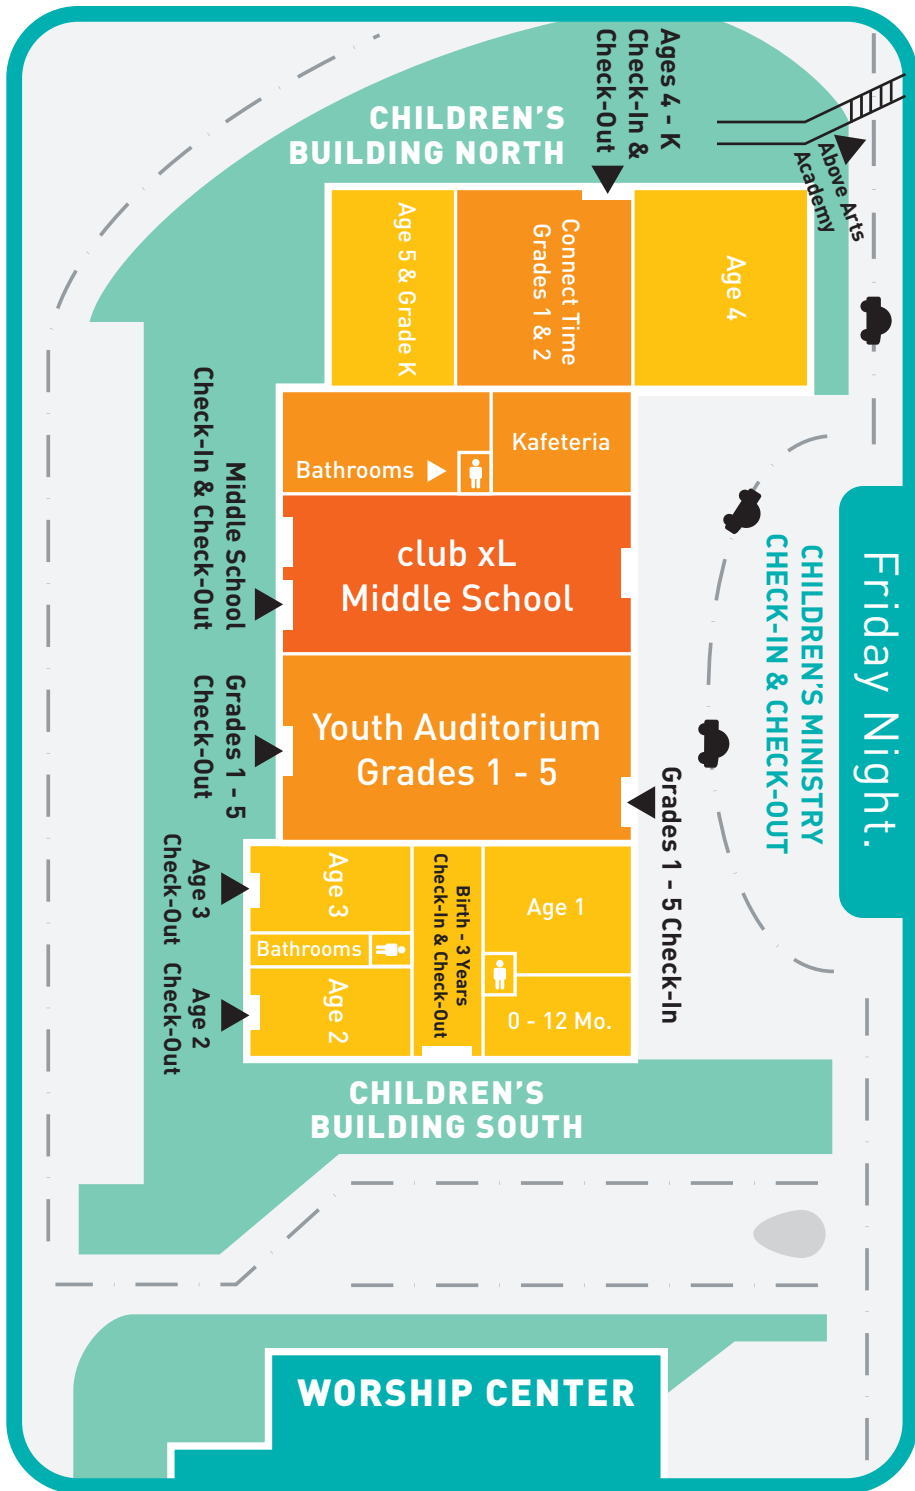 Ages 4 - K
Check-In &
Check-Out
CHILDREN'S
BUILDING NORTH
Above Arts
Academy
Age 5 & Grade K
Connect Time
Grades 1 & 2
Age 4
Bathrooms
Kafeteria
Middle School
Check-In & Check-Out
club xL
Middle School
Friday Night.
CHILDREN'S MINISTRY
CHECK-IN & CHECK-OUT
Grades 1 - 5
Check-Out
Youth Auditorium
Grades 1 - 5
Grades 1 - 5 Check-In
Age 3
Check-Out
Age 3
Birth - 3 Years
Check-In & Check-Out
Age 1
Bathrooms
Age 2
Check-Out
Age 2
0 - 12 Mo.
CHILDREN'S
BUILDING SOUTH
WORSHIP CENTER